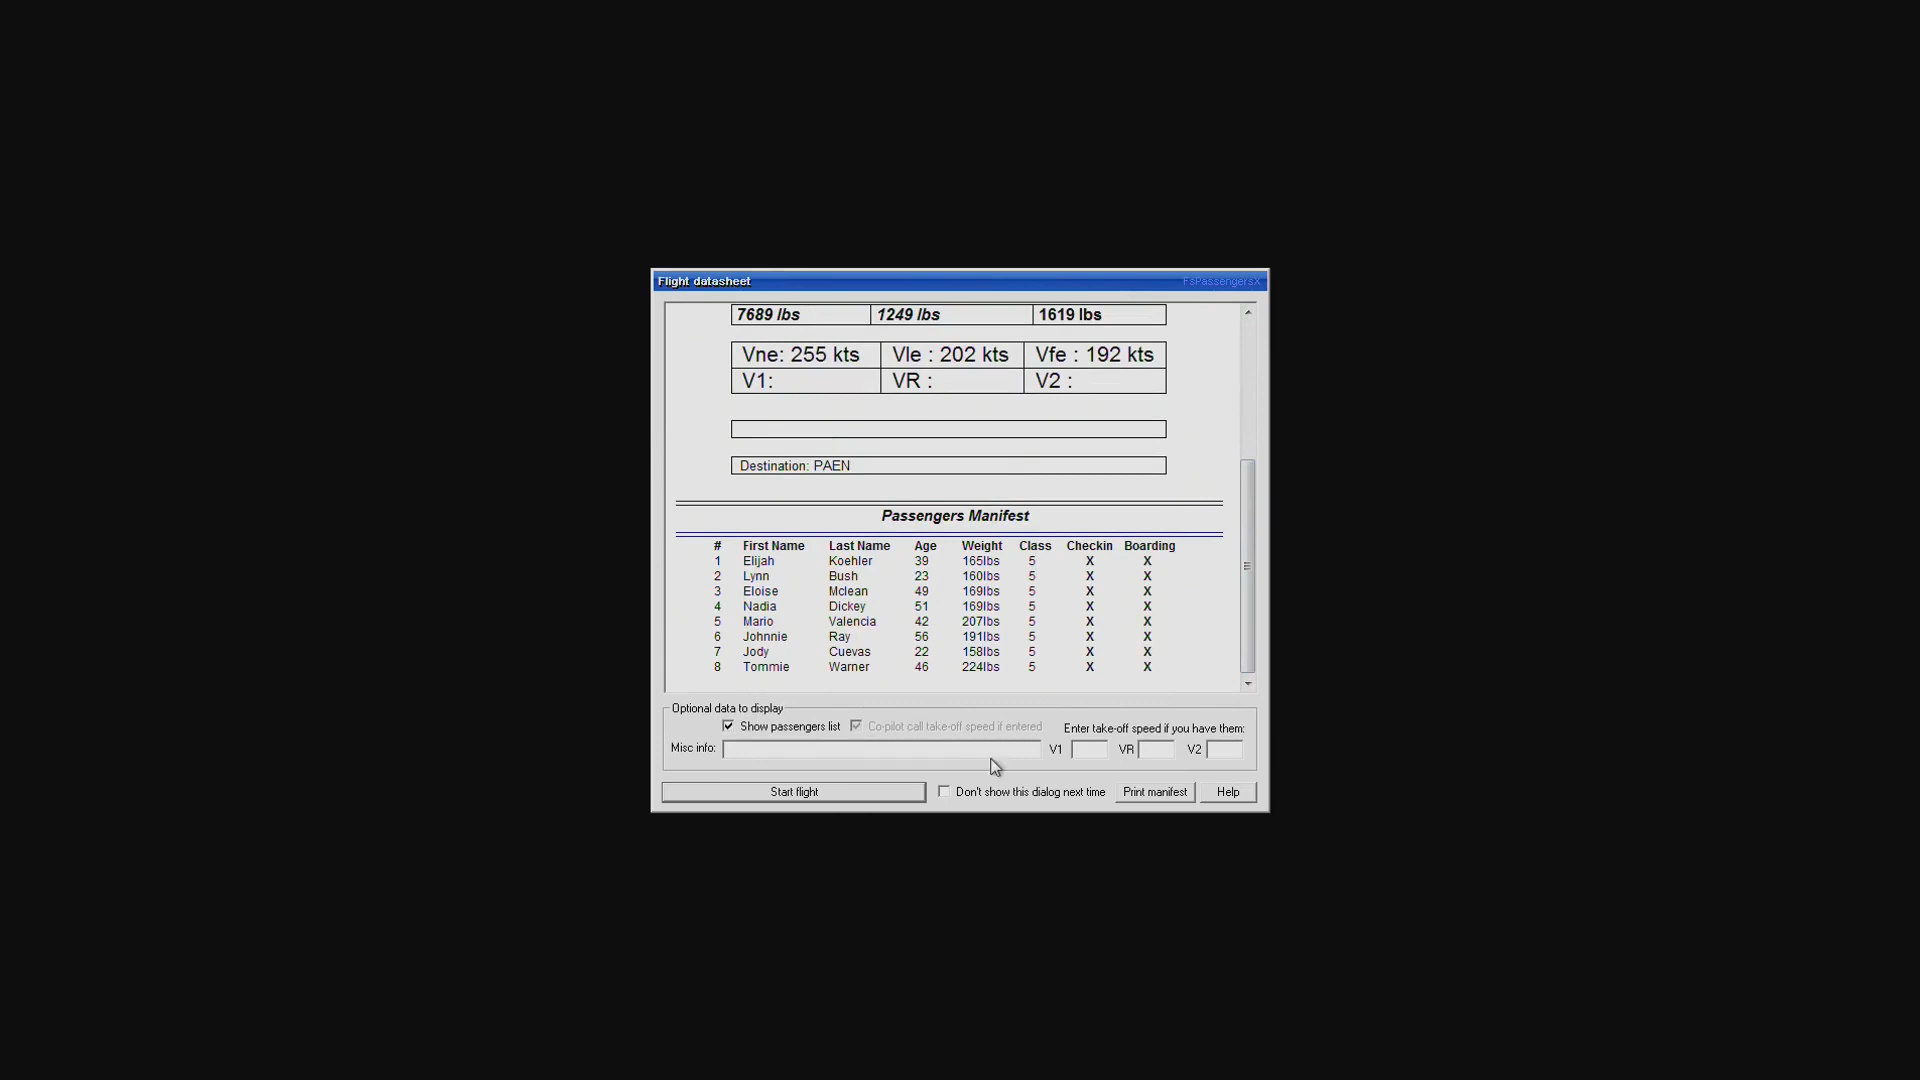 Flight datasheet FsPassengersX
7689 lbs 1249 lbs 1619 lbs
Vne: 255 kts Vle : 202 kts Vfe : 192 kts
V1: VR : V2 :
Destination: PAEN
Passengers Manifest
# First Name Last Name Age Weight Class Checkin Boarding
1 Elijah Koehler 39 165lbs 5 X X
2 Lynn Bush 23 160lbs 5 X X
3 Eloise Mclean 49 169lbs 5 X X
4 Nadia Dickey 51 169lbs 5 X X
5 Mario Valencia 42 207lbs 5 X X
6 Johnnie Ray 56 191lbs 5 X X
7 Jody Cuevas 22 158lbs 5 X X
8 Tommie Warner 46 224lbs 5 X X
Optional data to display
Show passengers list Co-pilot call take-off speed if entered Enter take-off speed if you have them:
Misc info: V1 VR V2
Start flight Don't show this dialog next time Print manifest Help